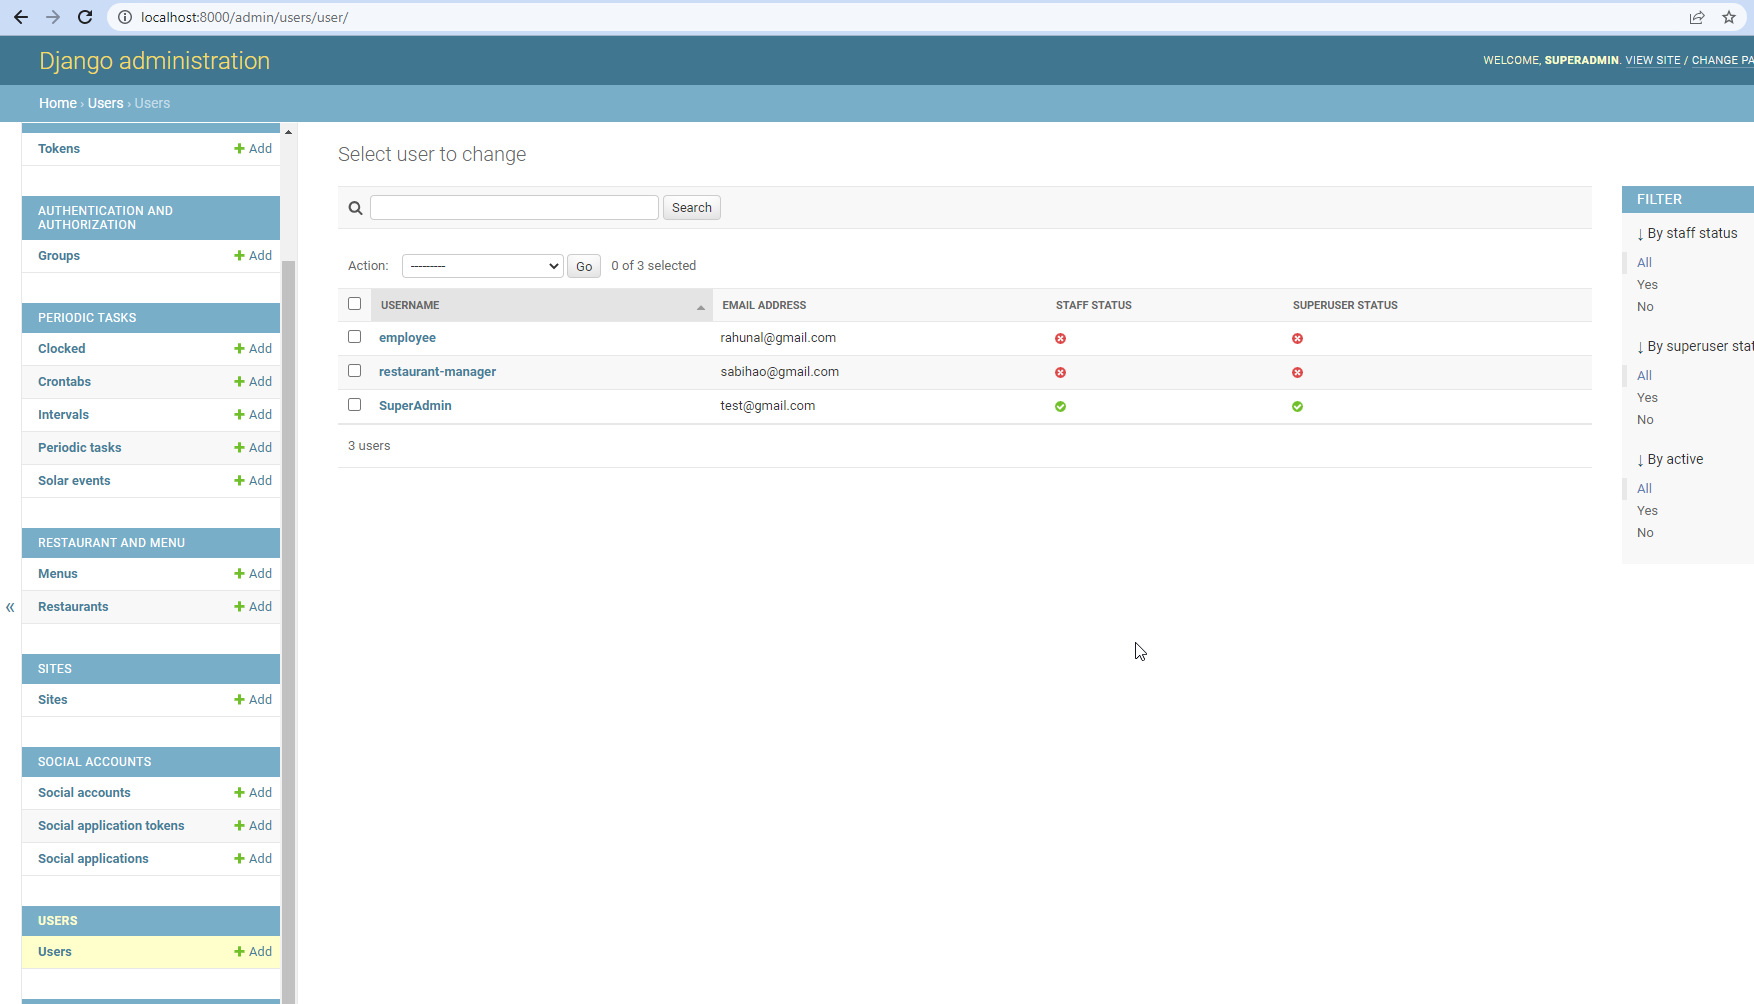 localhost:8000/admin/users/user/
Django administration
WELCOME, SUPERADMIN. VIEW SITE / CHANGE PA
Home › Users › Users
Tokens + Add
AUTHENTICATION AND
AUTHORIZATION
Groups + Add
PERIODIC TASKS
Clocked + Add
Crontabs + Add
Intervals + Add
Periodic tasks + Add
Solar events + Add
RESTAURANT AND MENU
Menus + Add
Restaurants + Add
«
SITES
Sites + Add
SOCIAL ACCOUNTS
Social accounts + Add
Social application tokens + Add
Social applications + Add
USERS
Users + Add
Select user to change
Search
Action: --------- Go 0 of 3 selected
USERNAME EMAIL ADDRESS STAFF STATUS SUPERUSER STATUS
employee rahunal@gmail.com
restaurant-manager sabihao@gmail.com
SuperAdmin test@gmail.com
3 users
FILTER
↓ By staff status
All
Yes
No
↓ By superuser stat
All
Yes
No
↓ By active
All
Yes
No